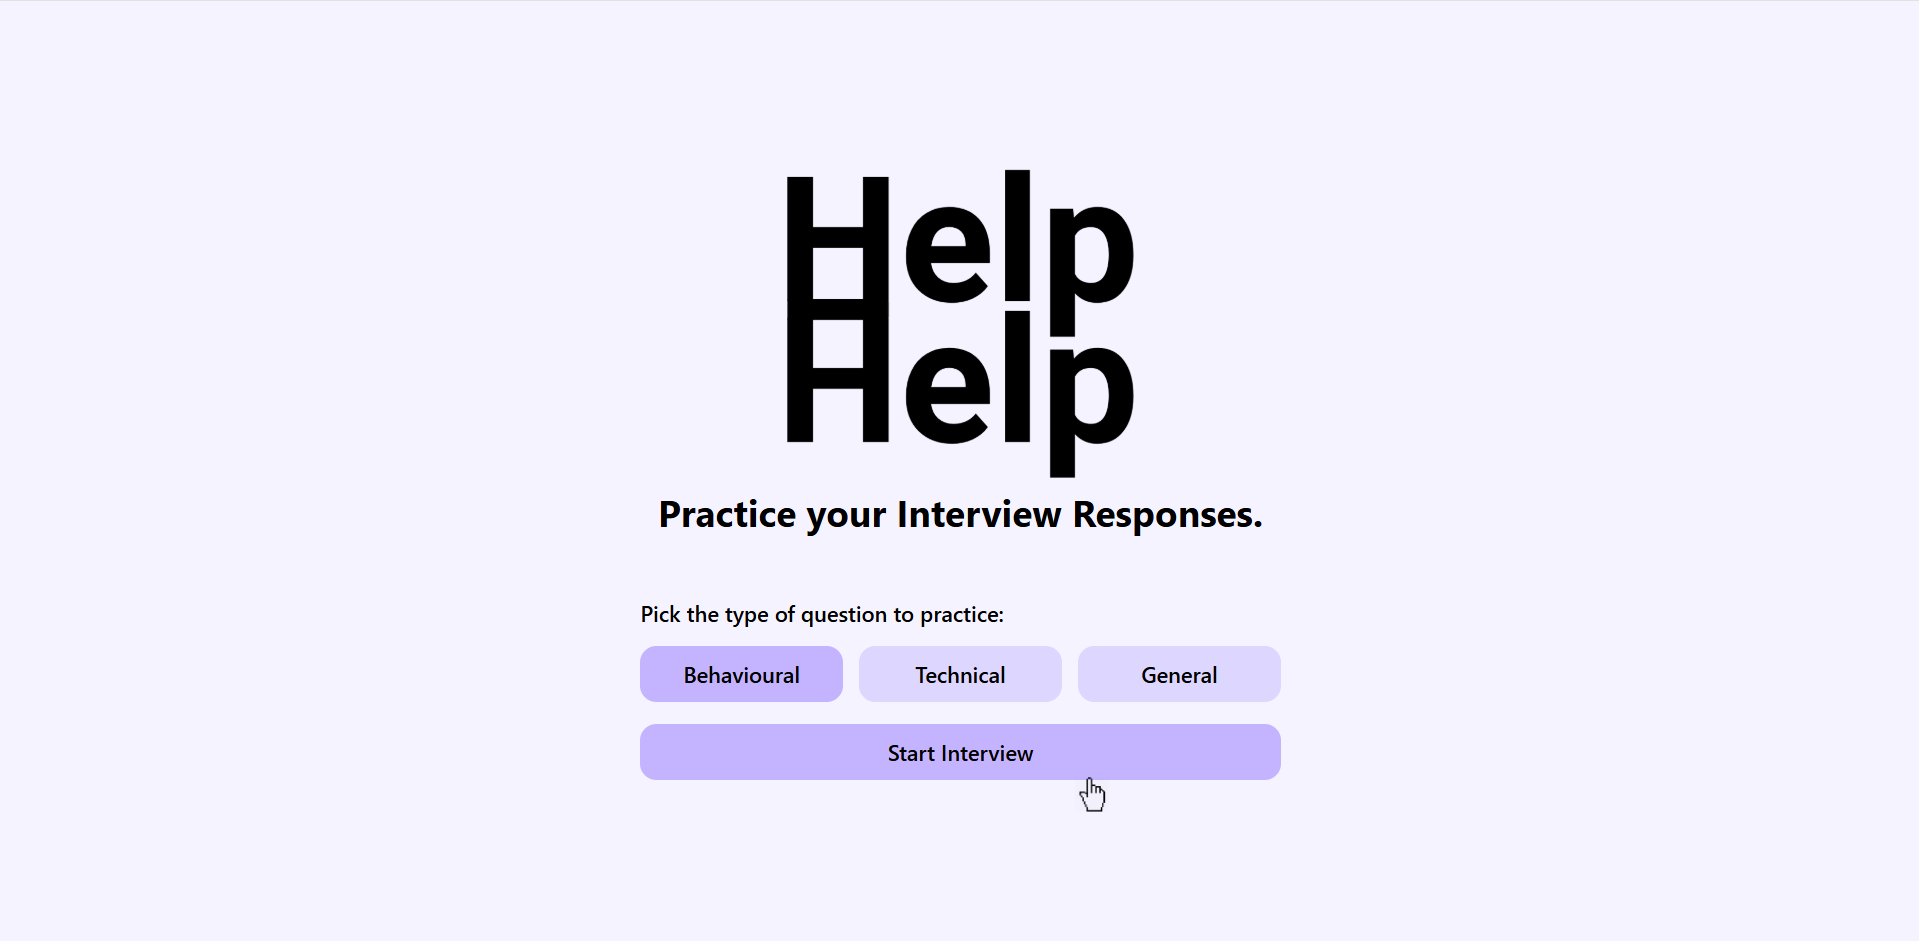 Help
Help
Practice your Interview Responses.
Pick the type of question to practice:
Behavioural Technical General
Start Interview